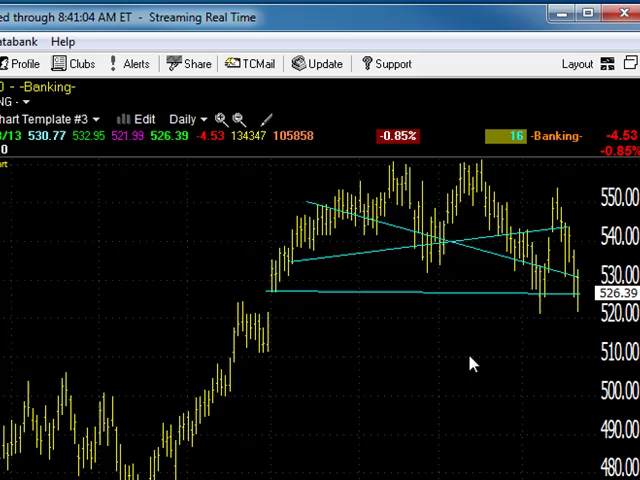 ed through 8:41:04 AM ET - Streaming Real Time
atabank Help
Profile Clubs Alerts Share TCMail Update Support Layout
- -Banking-
NG -
hart Template #3 Edit Daily
/13 530.77 532.95 521.99 526.39 -4.53 134347 105858 -0.85% 16 -Banking- -4.53
0 -0.85%
550.00
540.00
530.00
526.39
520.00
510.00
500.00
490.00
480.00